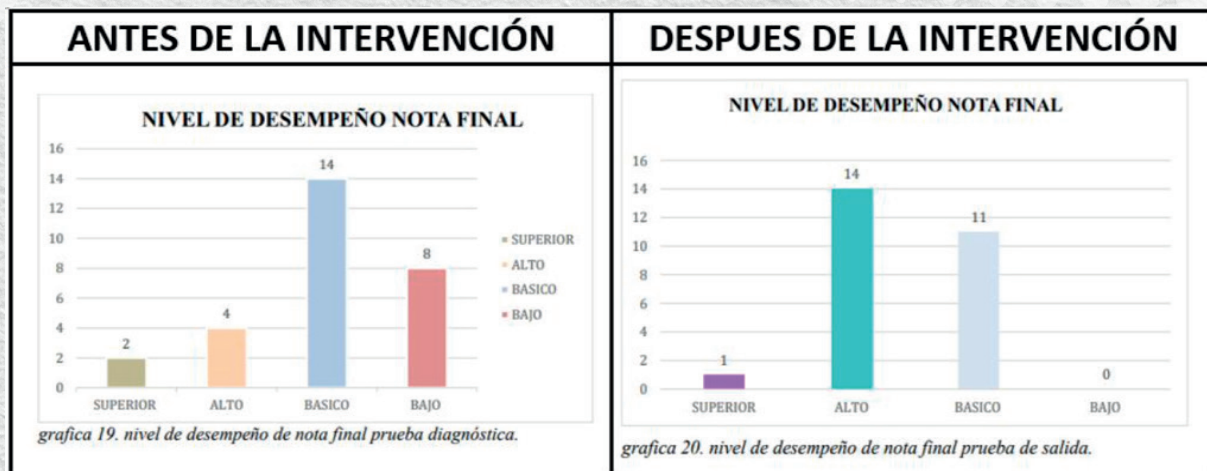 ANTES DE LA INTERVENCIÓN
DESPUES DE LA INTERVENCIÓN
NIVEL DE DESEMPEÑO NOTA FINAL
16
14
12
10
8
6
4
2
0
2
4
14
8
SUPERIOR
ALTO
BASICO
BAJO
SUPERIOR
ALTO
BASICO
BAJO
grafica 19. nivel de desempeño de nota final prueba diagnóstica.
NIVEL DE DESEMPEÑO NOTA FINAL
16
14
12
10
8
6
4
2
0
1
14
11
0
SUPERIOR
ALTO
BASICO
BAJO
grafica 20. nivel de desempeño de nota final prueba de salida.